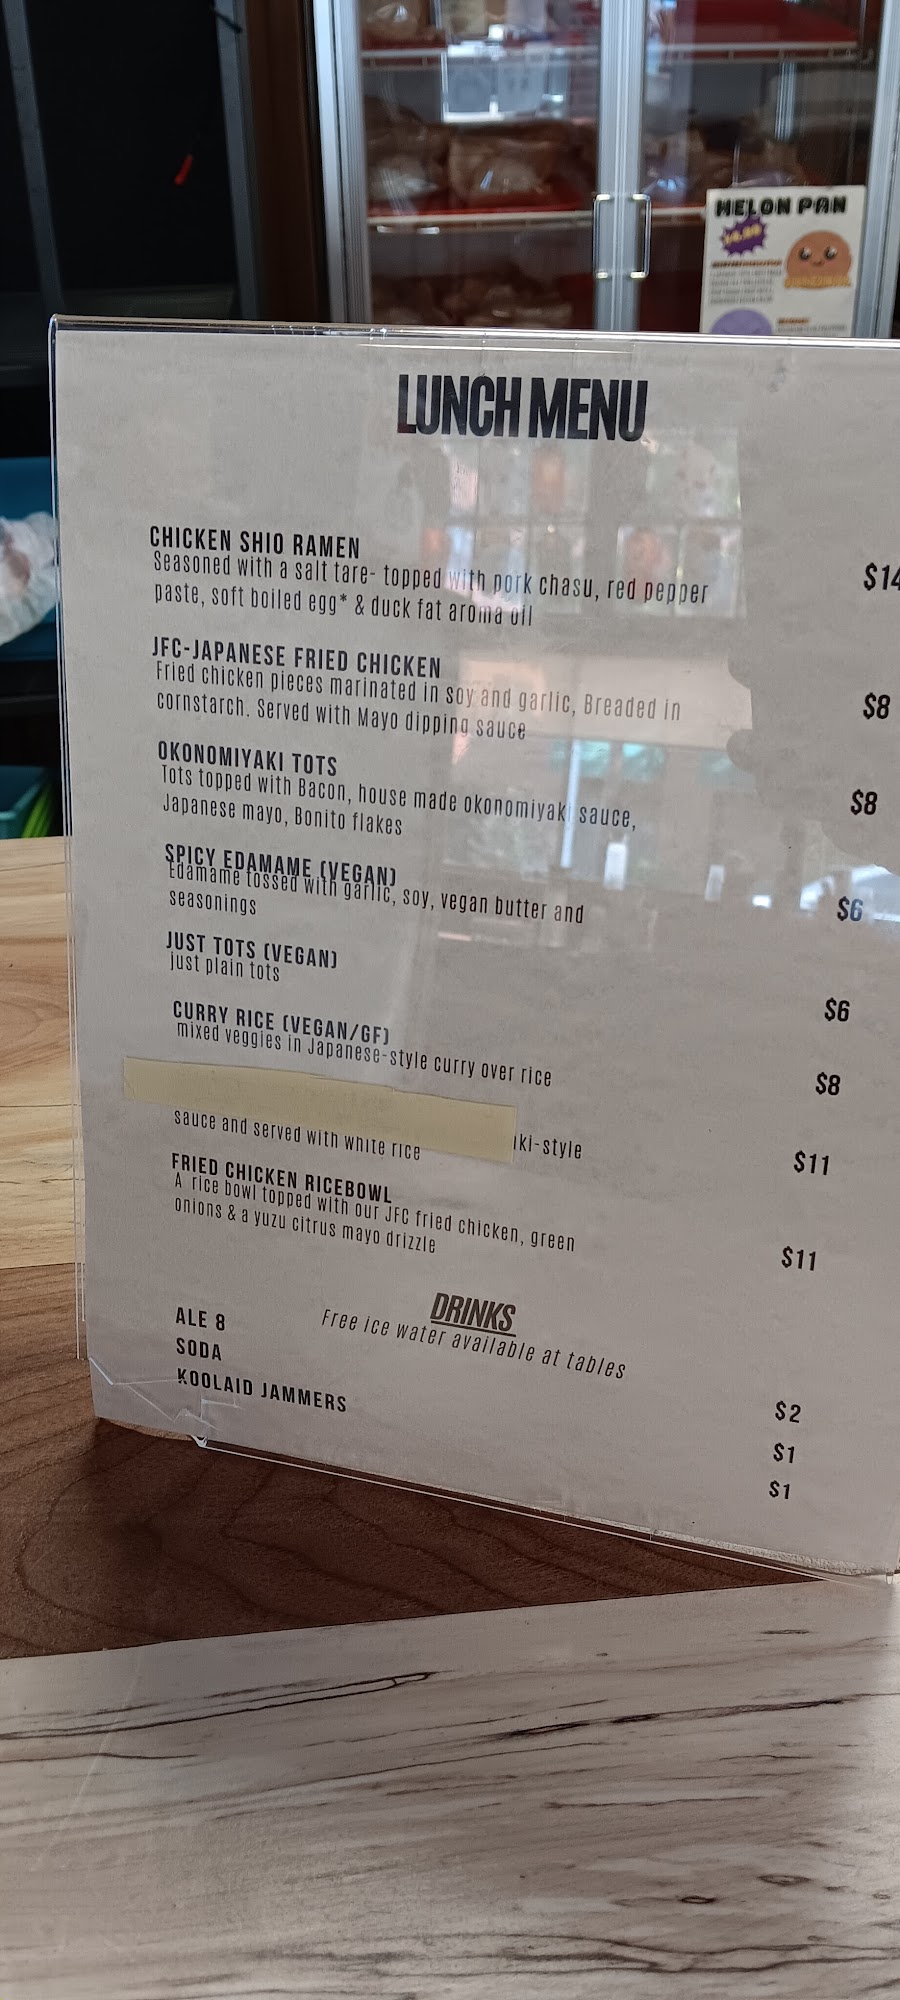 MELON PAN
LUNCH MENU
CHICKEN SHIO RAMEN
Seasoned with a salt tare- topped with pork chasu, red pepper $14
paste, soft boiled egg* & duck fat aroma oil
JFC-JAPANESE FRIED CHICKEN
Fried chicken pieces marinated in soy and garlic, Breaded in $8
cornstarch. Served with Mayo dipping sauce
OKONOMIYAKI TOTS
Tots topped with Bacon, house made okonomiyaki sauce, $8
Japanese mayo, Bonito flakes
SPICY EDAMAME (VEGAN)
Edamame tossed with garlic, soy, vegan butter and $6
seasonings
JUST TOTS (VEGAN)
just plain tots $6
CURRY RICE (VEGAN/GF)
mixed veggies in Japanese-style curry over rice $8
ki-style $11
sauce and served with white rice
FRIED CHICKEN RICEBOWL
A rice bowl topped with our JFC fried chicken, green $11
onions & a yuzu citrus mayo drizzle
DRINKS
Free ice water available at tables
ALE 8 $2
SODA $1
KOOLAID JAMMERS $1